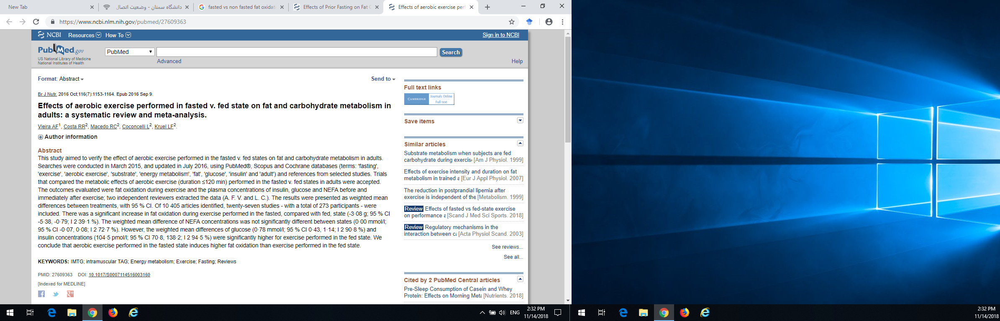 New Tab
دانشگاه سمنان - وضعیت اتصال
fasted vs non fasted fat oxidati
Effects of Prior Fasting on Fat O
Effects of aerobic exercise perf
https://www.ncbi.nlm.nih.gov/pubmed/27609363
NCBI Resources How To
Sign in to NCBI
PubMed.gov
US National Library of Medicine
National Institutes of Health
PubMed
Search
Advanced
Help
Format: Abstract
Send to
Br J Nutr. 2016 Oct;116(7):1153-1164. Epub 2016 Sep 9.
Effects of aerobic exercise performed in fasted v. fed state on fat and carbohydrate metabolism in
adults: a systematic review and meta-analysis.
Vieira AF1, Costa RR2, Macedo RC2, Coconcelli L2, Kruel LF2.
Author information
Abstract
This study aimed to verify the effect of aerobic exercise performed in the fasted v. fed states on fat and carbohydrate metabolism in adults.
Searches were conducted in March 2015, and updated in July 2016, using PubMed®, Scopus and Cochrane databases (terms: 'fasting',
'exercise', 'aerobic exercise', 'substrate', 'energy metabolism', 'fat', 'glucose', 'insulin' and 'adult') and references from selected studies. Trials
that compared the metabolic effects of aerobic exercise (duration ≤120 min) performed in the fasted v. fed states in adults were accepted.
The outcomes evaluated were fat oxidation during exercise and the plasma concentrations of insulin, glucose and NEFA before and
immediately after exercise; two independent reviewers extracted the data (A. F. V. and L. C.). The results were presented as weighted mean
differences between treatments, with 95 % CI. Of 10 405 articles identified, twenty-seven studies - with a total of 273 participants - were
included. There was a significant increase in fat oxidation during exercise performed in the fasted, compared with fed, state (-3·08 g; 95 % CI
-5·38, -0·79; I 2 39·1 %). The weighted mean difference of NEFA concentrations was not significantly different between states (0·00 mmol/l;
95 % CI -0·07, 0·08; I 2 72·7 %). However, the weighted mean differences of glucose (0·78 mmol/l; 95 % CI 0·43, 1·14; I 2 90·8 %) and
insulin concentrations (104·5 pmol/l; 95 % CI 70·8, 138·2; I 2 94·5 %) were significantly higher for exercise performed in the fed state. We
conclude that aerobic exercise performed in the fasted state induces higher fat oxidation than exercise performed in the fed state.
KEYWORDS: IMTG; intramuscular TAG; Energy metabolism; Exercise; Fasting; Reviews
PMID: 27609363 DOI: 10.1017/S0007114516003160
[Indexed for MEDLINE]
Full text links
CAMBRIDGE Journals Online
Full text
Save items
Similar articles
Substrate metabolism when subjects are fed
carbohydrate during exercis [Am J Physiol. 1999]
Effects of exercise intensity and duration on fat
metabolism in trained a [Eur J Appl Physiol. 2007]
The reduction in postprandial lipemia after
exercise is independent of the [Metabolism. 1999]
Review Effects of fasted vs fed-state exercise
on performance a [Scand J Med Sci Sports. 2018]
Review Regulatory mechanisms in the
interaction between ca [Acta Physiol Scand. 2003]
See reviews...
See all...
Cited by 2 PubMed Central articles
Pre-Sleep Consumption of Casein and Whey
Protein: Effects on Morning Meta [Nutrients. 2018]
ENG
2:32 PM
11/14/2018
2:32 PM
11/14/2018